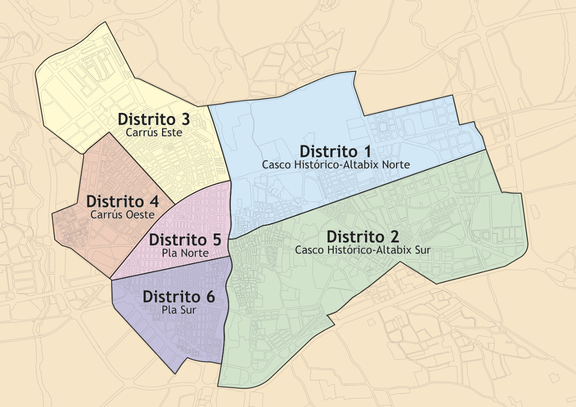 Distrito 3
Carrús Este
Distrito 1
Casco Histórico-Altabix Norte
Distrito 4
Carrús Oeste
Distrito 5
Pla Norte
Distrito 2
Casco Histórico-Altabix Sur
Distrito 6
Pla Sur